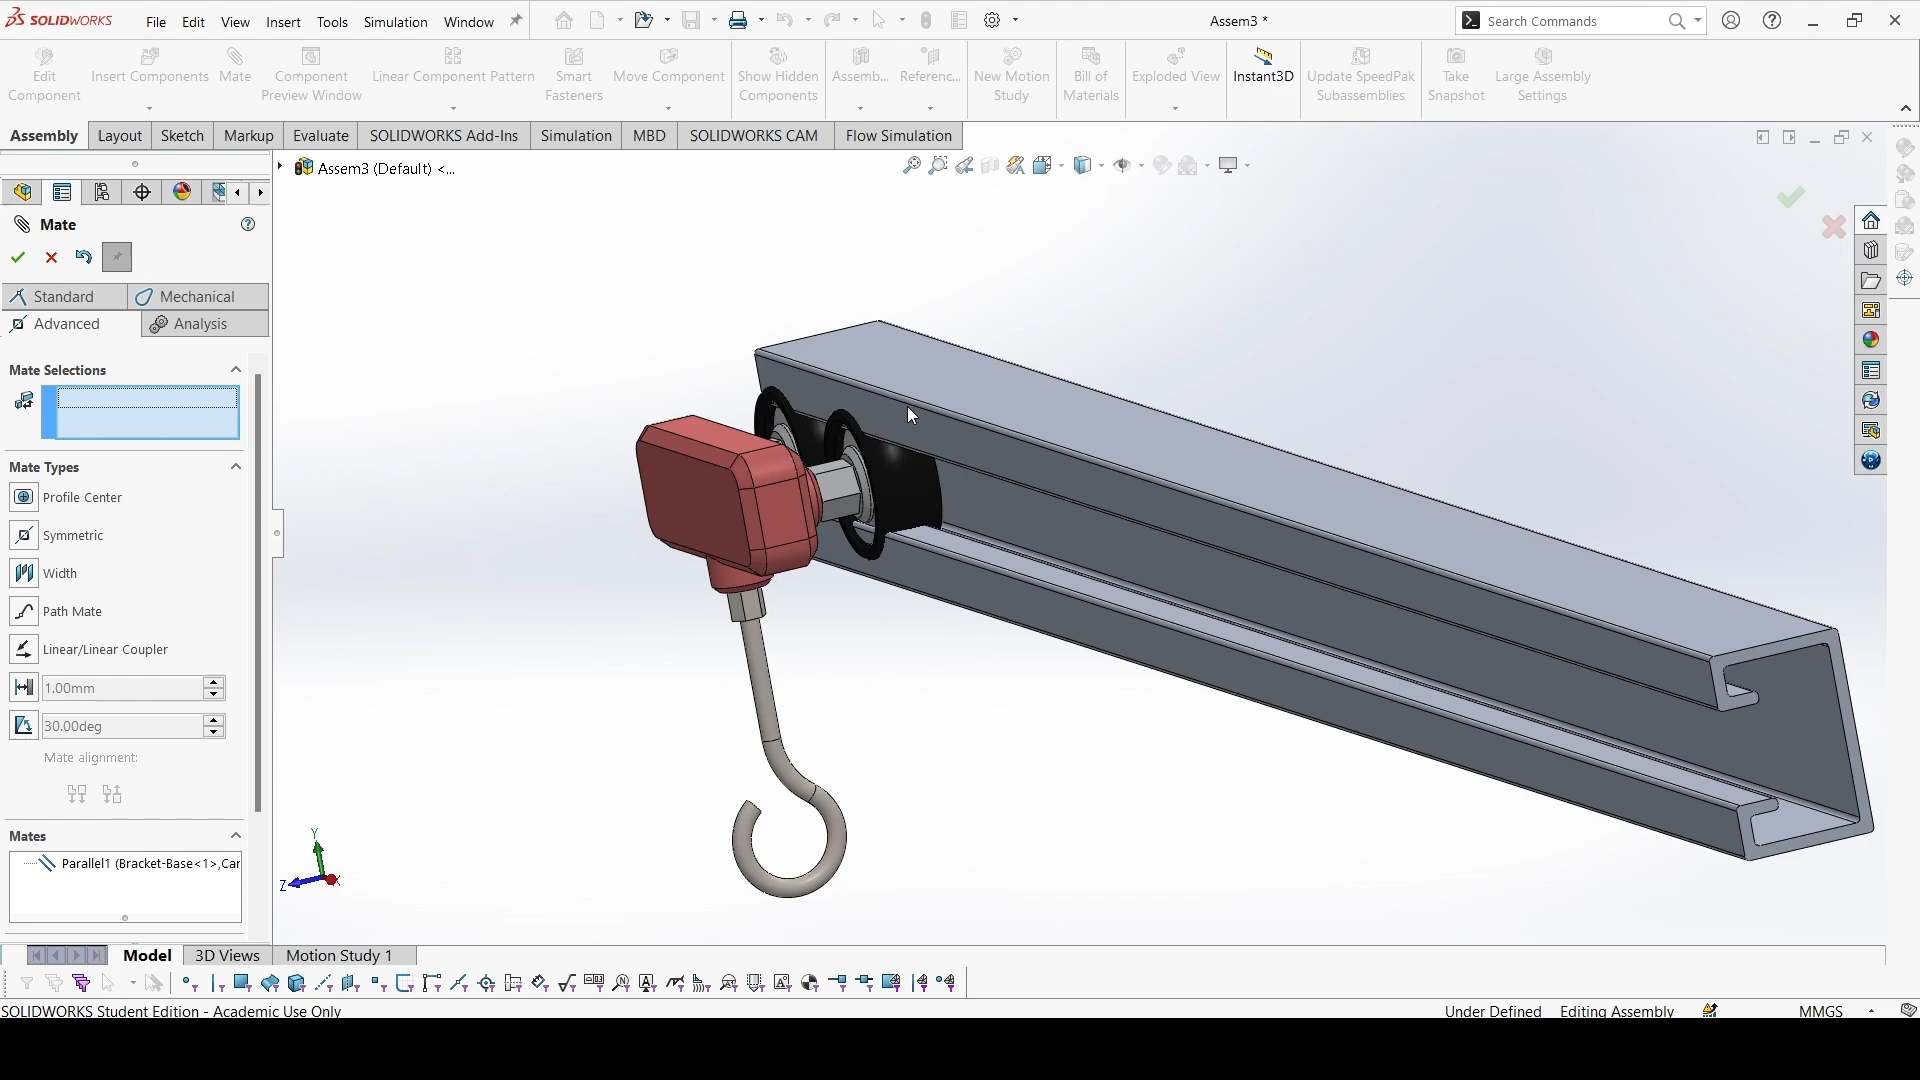 SOLIDWORKS
File Edit View Insert Tools Simulation Window
Assem3 *
Search Commands
Edit Component
Insert Components
Mate
Component Preview Window
Linear Component Pattern
Smart Fasteners
Move Component
Show Hidden Components
Assemb...
Referenc...
New Motion Study
Bill of Materials
Exploded View
Instant3D
Update SpeedPak Subassemblies
Take Snapshot
Large Assembly Settings
Assembly Layout Sketch Markup Evaluate SOLIDWORKS Add-Ins Simulation MBD SOLIDWORKS CAM Flow Simulation
Assem3 (Default) <...
Mate
Standard Mechanical
Advanced Analysis
Mate Selections
Mate Types
Profile Center
Symmetric
Width
Path Mate
Linear/Linear Coupler
1.00mm
30.00deg
Mate alignment:
Mates
Parallel1 (Bracket-Base<1>,Car
Y
Z
X
Model 3D Views Motion Study 1
SOLIDWORKS Student Edition - Academic Use Only
Under Defined Editing Assembly MMGS